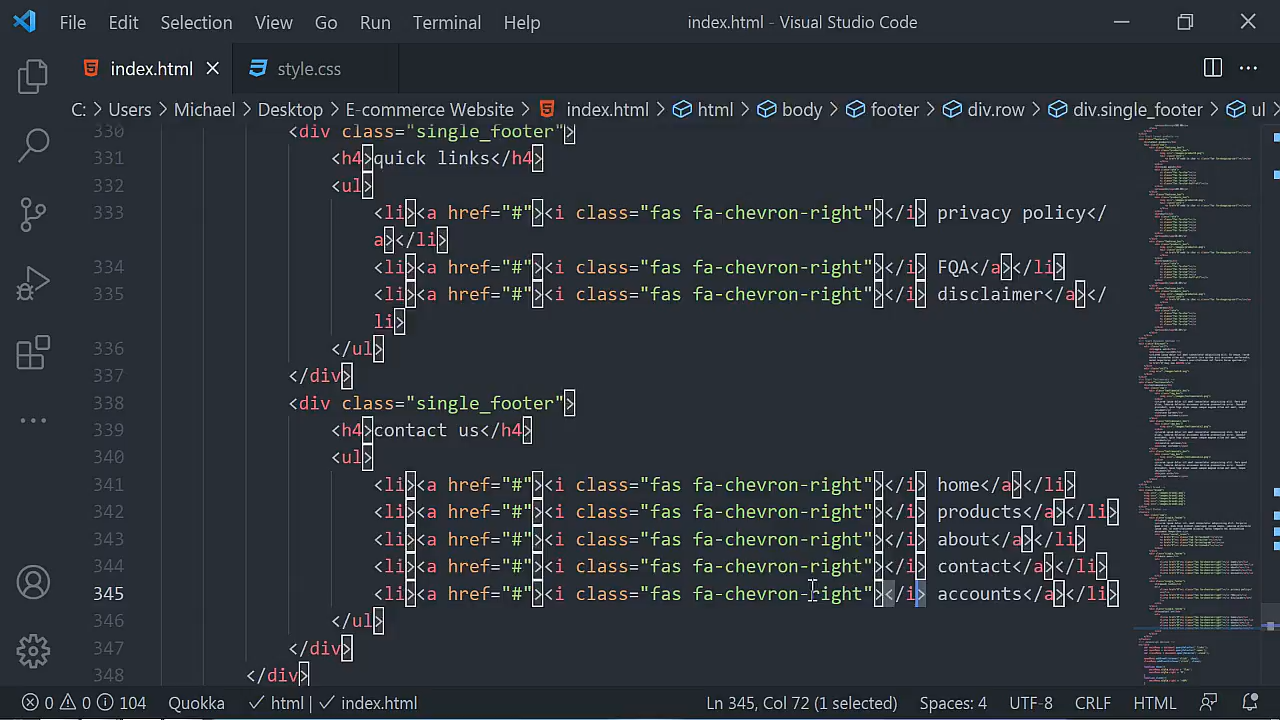 File Edit Selection View Go Run Terminal Help index.html - Visual Studio Code
index.html style.css
C: > Users > Michael > Desktop > E-commerce Website > index.html > html > body > footer > div.row > div.single_footer > ul
330 <div class="single_footer">
331 <h4>quick links</h4>
332 <ul>
333 <li><a href="#"><i class="fas fa-chevron-right"></i> privacy policy</
a></li>
334 <li><a href="#"><i class="fas fa-chevron-right"></i> FQA</a></li>
335 <li><a href="#"><i class="fas fa-chevron-right"></i> disclaimer</a></
li>
336 </ul>
337 </div>
338 <div class="single_footer">
339 <h4>contact us</h4>
340 <ul>
341 <li><a href="#"><i class="fas fa-chevron-right"></i> home</a></li>
342 <li><a href="#"><i class="fas fa-chevron-right"></i> products</a></li>
343 <li><a href="#"><i class="fas fa-chevron-right"></i> about</a></li>
344 <li><a href="#"><i class="fas fa-chevron-right"></i> contact</a></li>
345 <li><a href="#"><i class="fas fa-chevron-right"></i> accounts</a></li>
346 </ul>
347 </div>
348 </div>
0 0 104 Quokka html index.html Ln 345, Col 72 (1 selected) Spaces: 4 UTF-8 CRLF HTML